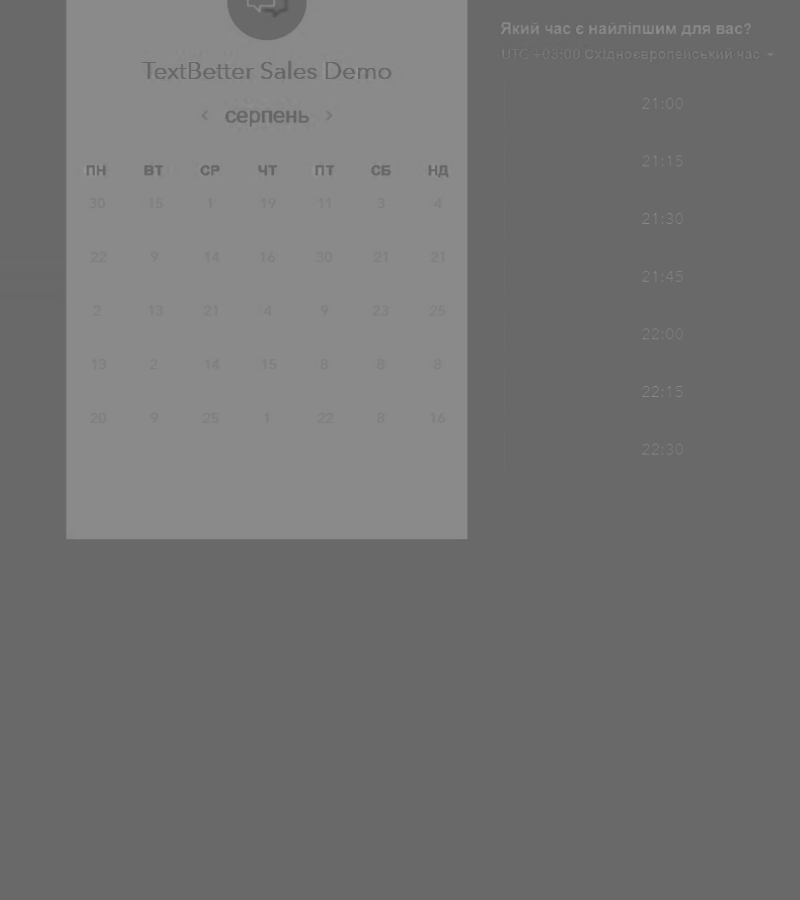 TextBetter Sales Demo
серпень
ПН ВТ СР ЧТ ПТ СБ НД
30 15 1 19 11 3 4
22 9 14 16 30 21 21
2 13 21 4 9 23 25
13 2 14 15 8 8 8
20 9 25 1 22 8 16
Який час є найліпшим для вас?
UTC +03:00 Східноєвропейський час
21:00
21:15
21:30
21:45
22:00
22:15
22:30